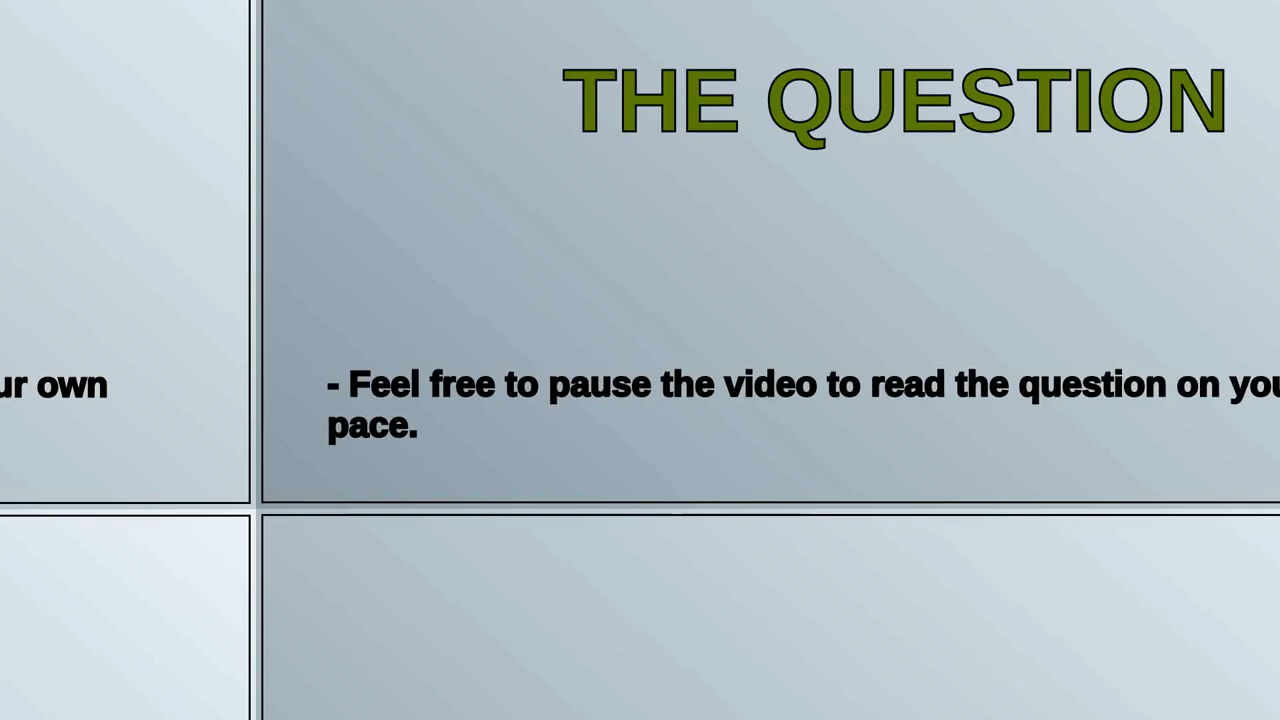 THE QUESTION
ur own
- Feel free to pause the video to read the question on you
pace.